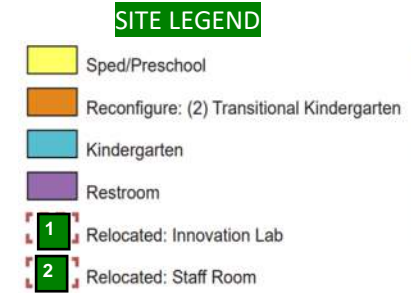 SITE LEGEND
Sped/Preschool
Reconfigure: (2) Transitional Kindergarten
Kindergarten
Restroom
1 Relocated: Innovation Lab
2 Relocated: Staff Room